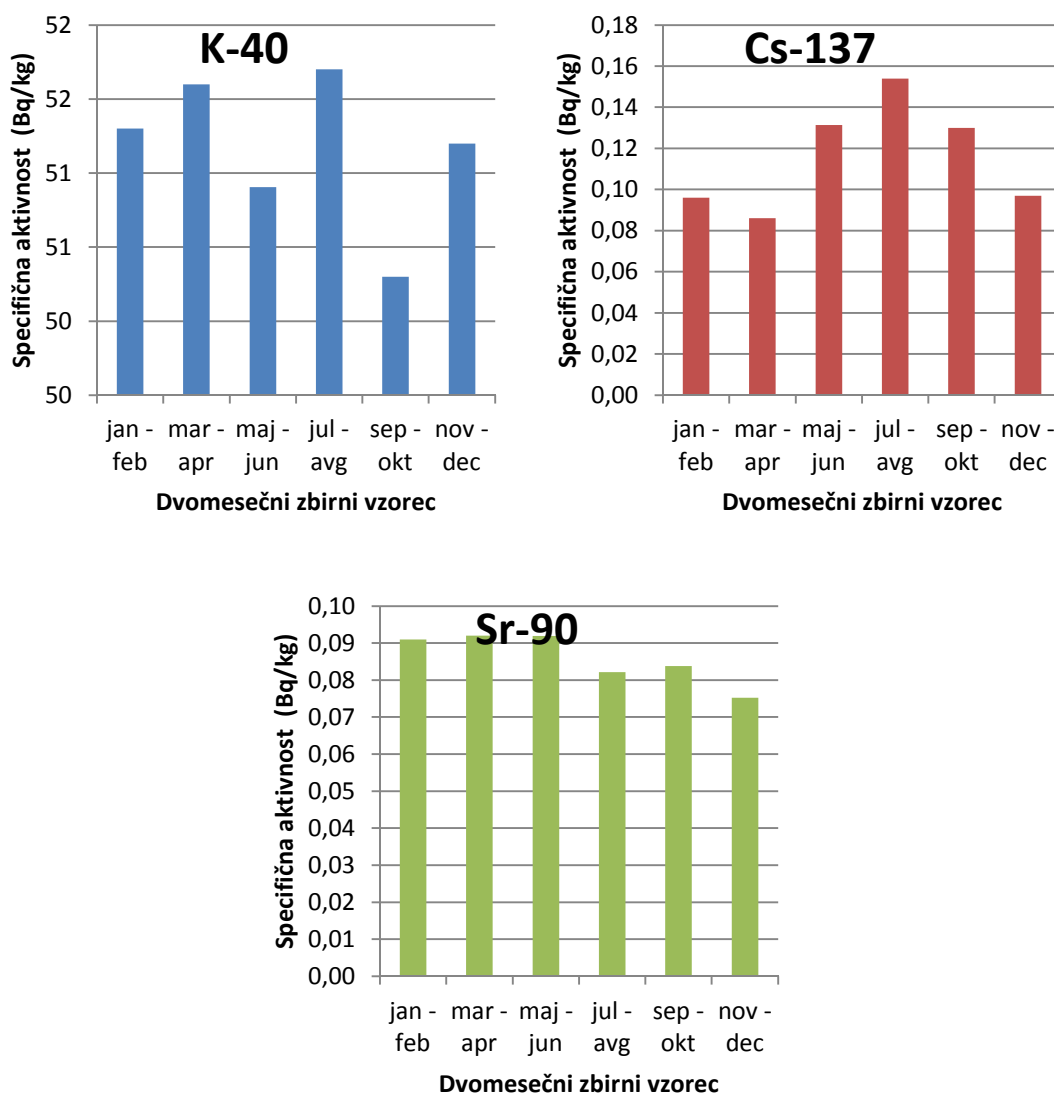 K-40
Specifična aktivnost (Bq/kg)
52
52
51
51
50
50
jan - feb
mar - apr
maj - jun
jul - avg
sep - okt
nov - dec
Dvomesečni zbirni vzorec
Cs-137
Specifična aktivnost (Bq/kg)
0,18
0,16
0,14
0,12
0,10
0,08
0,06
0,04
0,02
0,00
jan - feb
mar - apr
maj - jun
jul - avg
sep - okt
nov - dec
Dvomesečni zbirni vzorec
Sr-90
Specifična aktivnost (Bq/kg)
0,10
0,09
0,08
0,07
0,06
0,05
0,04
0,03
0,02
0,01
0,00
jan - feb
mar - apr
maj - jun
jul - avg
sep - okt
nov - dec
Dvomesečni zbirni vzorec